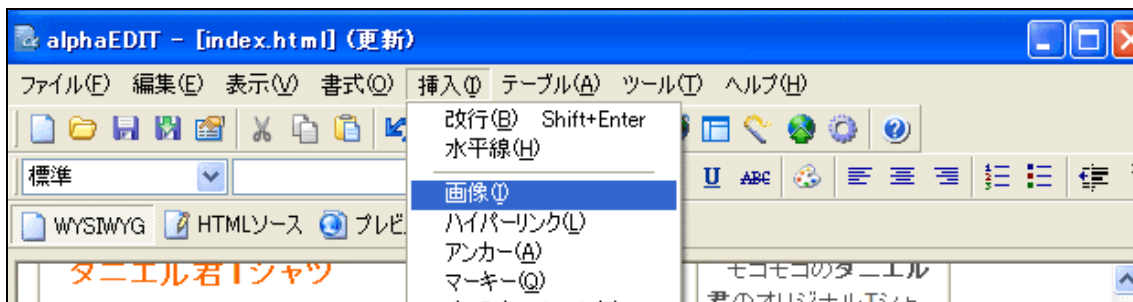 alphaEDIT - [index.html] (更新)
ファイル(F) 編集(E) 表示(V) 書式(O) 挿入(I) テーブル(A) ツール(T) ヘルプ(H)
改行(B) Shift+Enter
水平線(H)
標準
U ABC
画像(I)
WYSIWYG HTMLソース プレビ
ハイパーリンク(L)
アンカー(A)
マーキー(Q)
ダニエル君Tシャツ
モコモコのダニエル
君のオリジナルTシャ